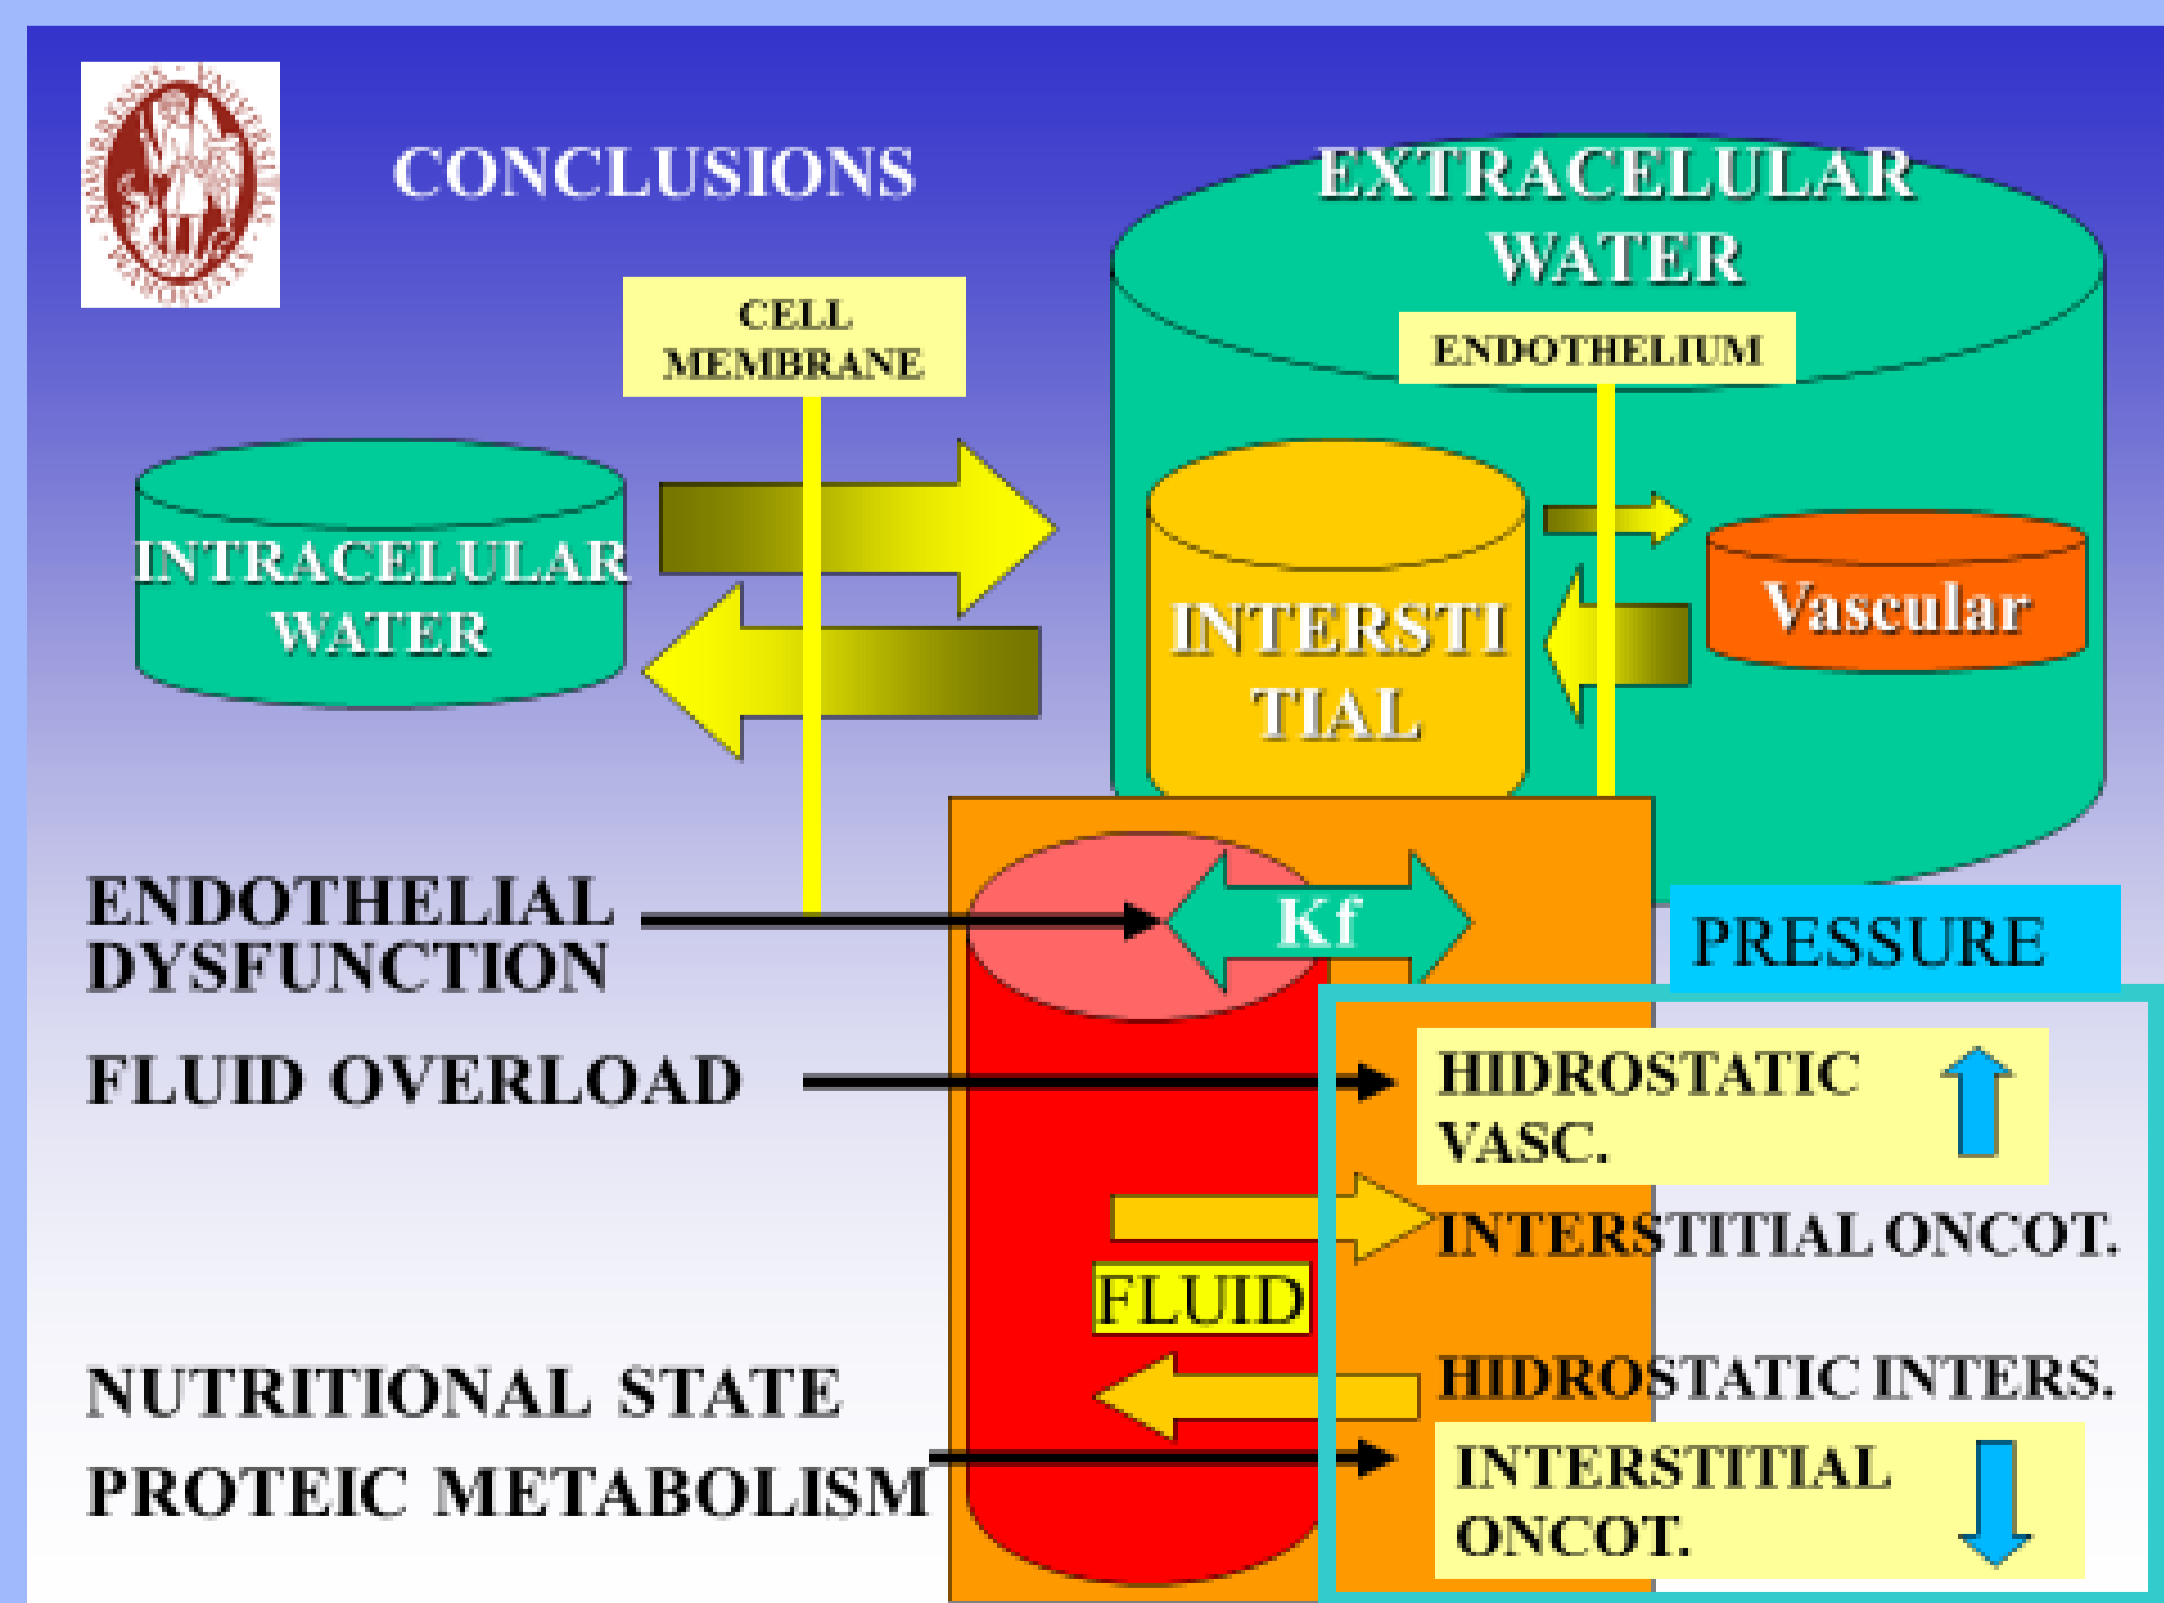 CONCLUSIONS
EXTRACELULAR
WATER
CELL
MEMBRANE
ENDOTHELIUM
INTRACELULAR
WATER
INTERSTI
TIAL
Vascular
ENDOTHELIAL
DYSFUNCTION
Kf
PRESSURE
FLUID OVERLOAD
HIDROSTATIC
VASC.
INTERSTITIAL ONCOT.
FLUID
HIDROSTATIC INTERS.
NUTRITIONAL STATE
PROTEIC METABOLISM
INTERSTITIAL
ONCOT.